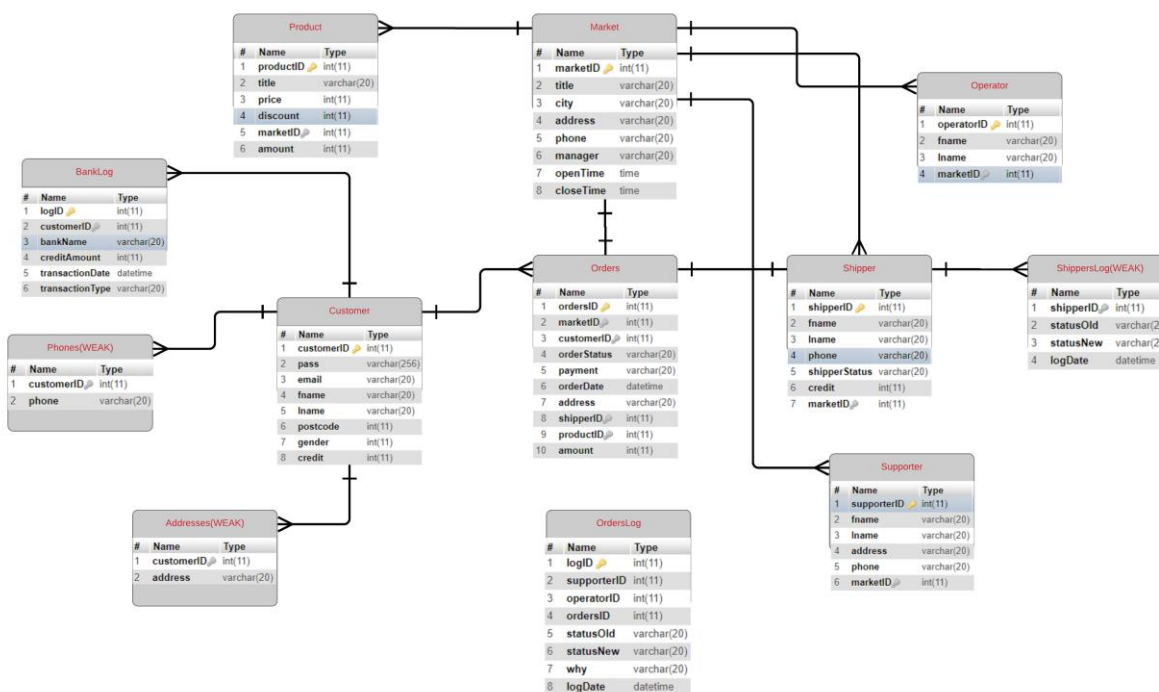 Product
# Name Type
1 productID int(11)
2 title varchar(20)
3 price int(11)
4 discount int(11)
5 marketID int(11)
6 amount int(11)
Market
# Name Type
1 marketID int(11)
2 title varchar(20)
3 city varchar(20)
4 address varchar(20)
5 phone varchar(20)
6 manager varchar(20)
7 openTime time
8 closeTime time
Operator
# Name Type
1 operatorID int(11)
2 fname varchar(20)
3 lname varchar(20)
4 marketID int(11)
BankLog
# Name Type
1 logID int(11)
2 customerID int(11)
3 bankName varchar(20)
4 creditAmount int(11)
5 transactionDate datetime
6 transactionType varchar(20)
Orders
# Name Type
1 ordersID int(11)
2 marketID int(11)
3 customerID int(11)
4 orderStatus varchar(20)
5 payment varchar(20)
6 orderDate datetime
7 address varchar(20)
8 shipperID int(11)
9 productID int(11)
10 amount int(11)
Shipper
# Name Type
1 shipperID int(11)
2 fname varchar(20)
3 lname varchar(20)
4 phone varchar(20)
5 shipperStatus varchar(20)
6 credit int(11)
7 marketID int(11)
ShippersLog(WEAK)
# Name Type
1 shipperID int(11)
2 statusOld varchar(2
3 statusNew varchar(2
4 logDate datetime
Customer
# Name Type
1 customerID int(11)
2 pass varchar(256)
3 email varchar(20)
4 fname varchar(20)
5 lname varchar(20)
6 postcode int(11)
7 gender int(11)
8 credit int(11)
Phones(WEAK)
# Name Type
1 customerID int(11)
2 phone varchar(20)
Supporter
# Name Type
1 supporterID int(11)
2 fname varchar(20)
3 lname varchar(20)
4 address varchar(20)
5 phone varchar(20)
6 marketID int(11)
Addresses(WEAK)
# Name Type
1 customerID int(11)
2 address varchar(20)
OrdersLog
# Name Type
1 logID int(11)
2 supporterID int(11)
3 operatorID int(11)
4 ordersID int(11)
5 statusOld varchar(20)
6 statusNew varchar(20)
7 why varchar(20)
8 logDate datetime